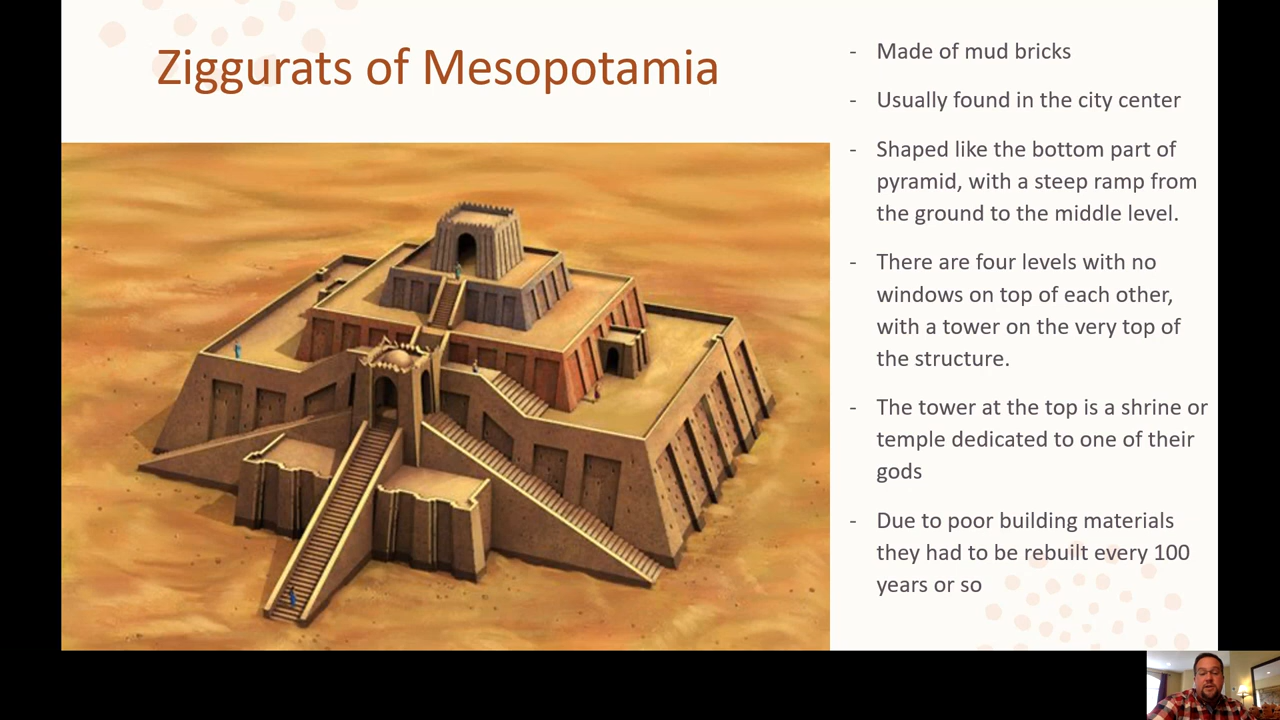 Ziggurats of Mesopotamia
- Made of mud bricks
- Usually found in the city center
- Shaped like the bottom part of
pyramid, with a steep ramp from
the ground to the middle level.
- There are four levels with no
windows on top of each other,
with a tower on the very top of
the structure.
- The tower at the top is a shrine or
temple dedicated to one of their
gods
- Due to poor building materials
they had to be rebuilt every 100
years or so